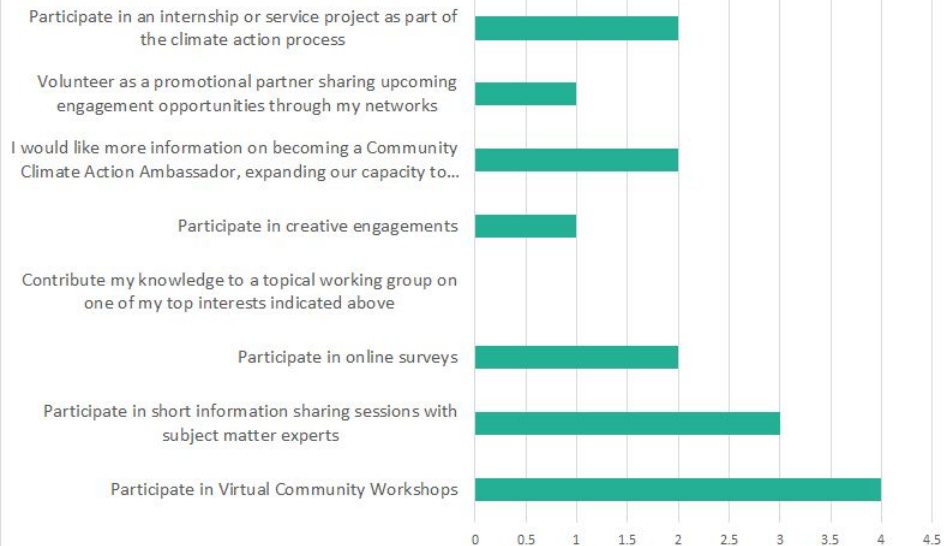 Participate in an internship or service project as part of
the climate action process
Volunteer as a promotional partner sharing upcoming
engagement opportunities through my networks
I would like more information on becoming a Community
Climate Action Ambassador, expanding our capacity to…
Participate in creative engagements
Contribute my knowledge to a topical working group on
one of my top interests indicated above
Participate in online surveys
Participate in short information sharing sessions with
subject matter experts
Participate in Virtual Community Workshops
0 0.5 1 1.5 2 2.5 3 3.5 4 4.5